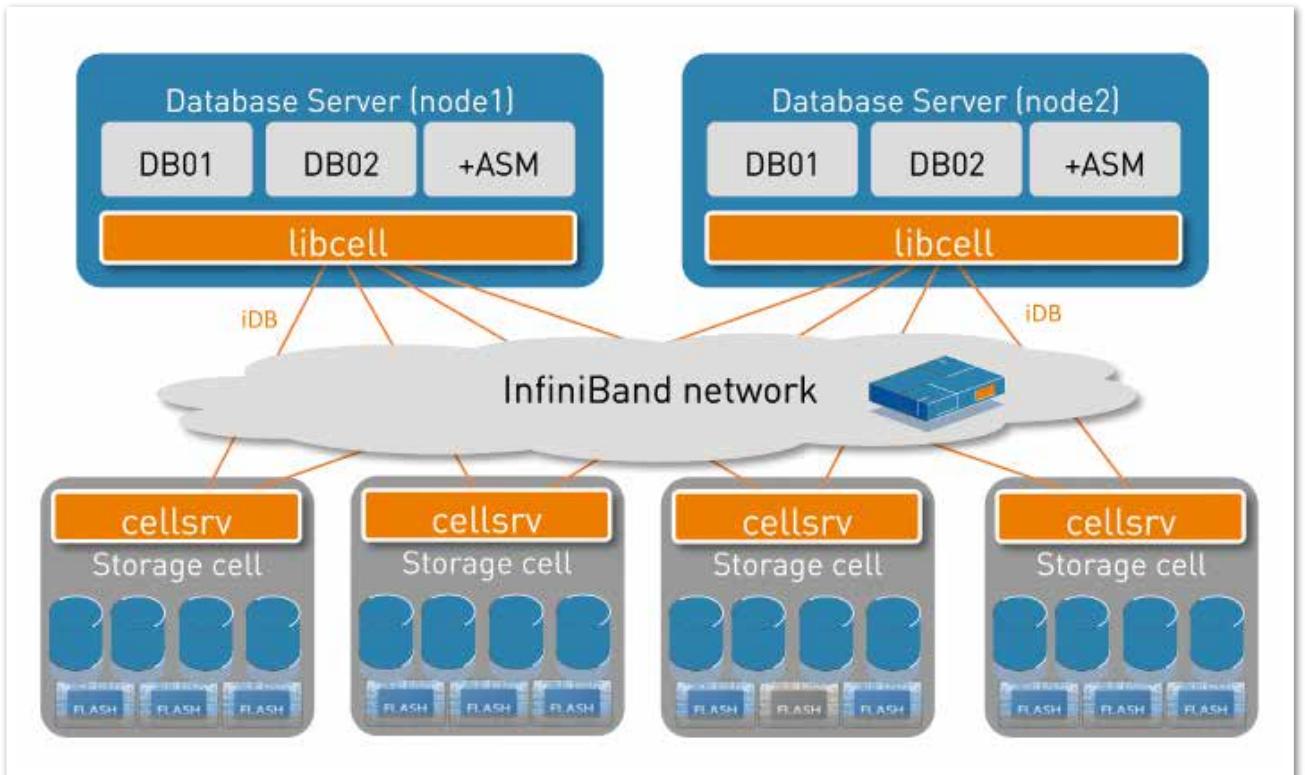 Database Server (node1)
DB01 DB02 +ASM
libcell
Database Server (node2)
DB01 DB02 +ASM
libcell
iDB
iDB
InfiniBand network
cellsrv
Storage cell
FLASH FLASH FLASH
cellsrv
Storage cell
FLASH FLASH FLASH
cellsrv
Storage cell
FLASH FLASH FLASH
cellsrv
Storage cell
FLASH FLASH FLASH